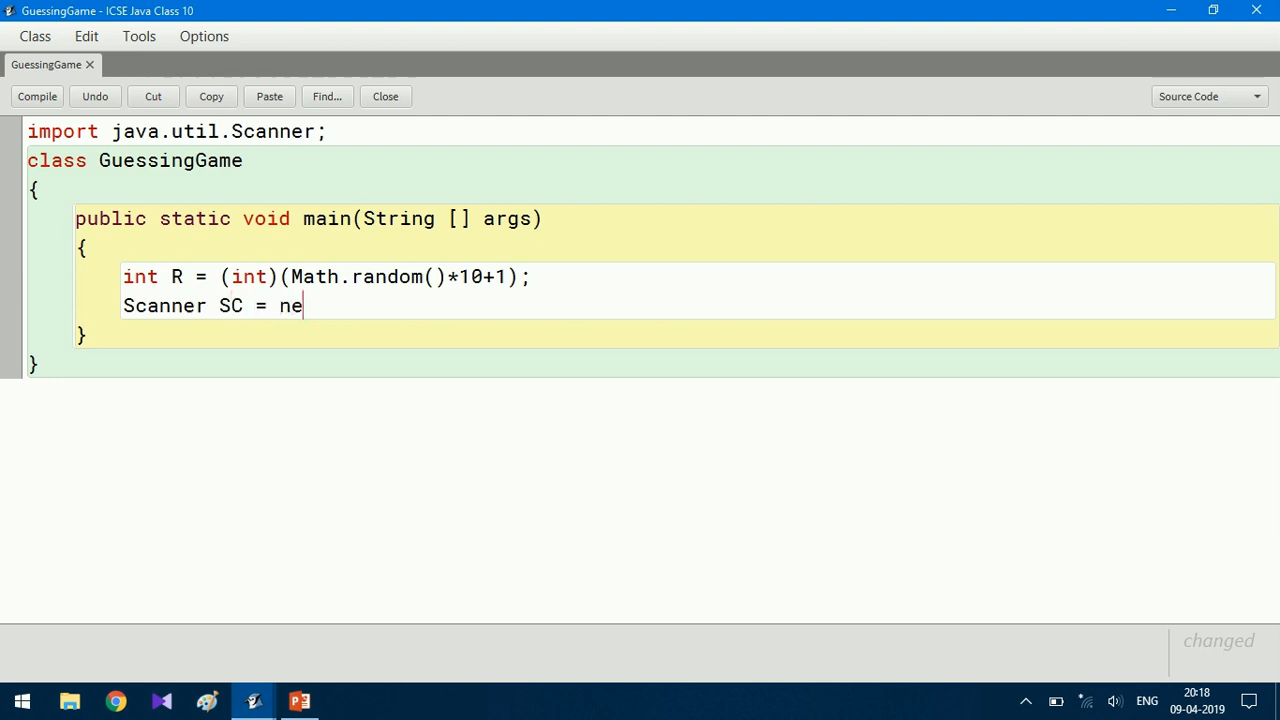 GuessingGame - ICSE Java Class 10
Class Edit Tools Options
GuessingGame
Compile Undo Cut Copy Paste Find... Close Source Code
import java.util.Scanner;
class GuessingGame
{
public static void main(String [] args)
{
int R = (int)(Math.random()*10+1);
Scanner SC = ne
}
}
changed
ENG
20:18
09-04-2019